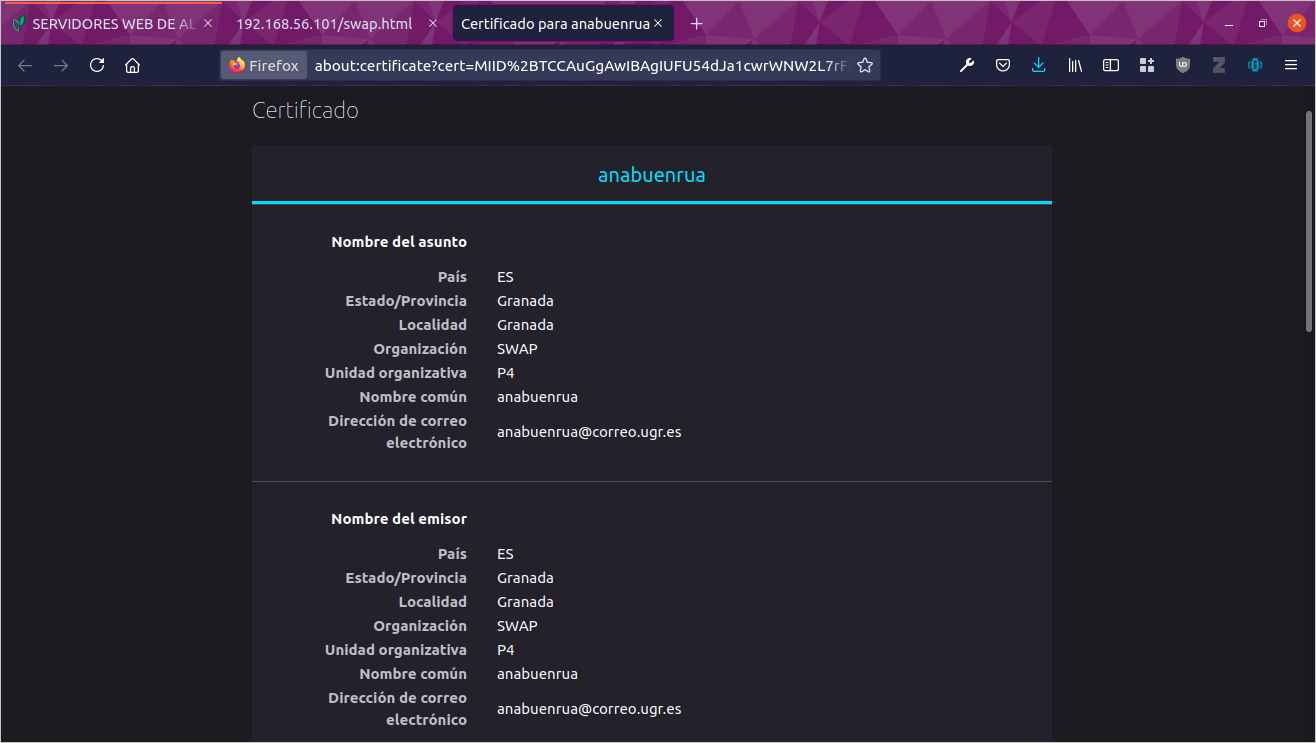 SERVIDORES WEB DE AL
192.168.56.101/swap.html
Certificado para anabuenrua
Firefox
about:certificate?cert=MIID%2BTCCAuGgAwIBAgIUFU54dJa1cwrWNW2L7rF
Certificado
anabuenrua
Nombre del asunto
País ES
Estado/Provincia Granada
Localidad Granada
Organización SWAP
Unidad organizativa P4
Nombre común anabuenrua
Dirección de correo
electrónico anabuenrua@correo.ugr.es
Nombre del emisor
País ES
Estado/Provincia Granada
Localidad Granada
Organización SWAP
Unidad organizativa P4
Nombre común anabuenrua
Dirección de correo
electrónico anabuenrua@correo.ugr.es